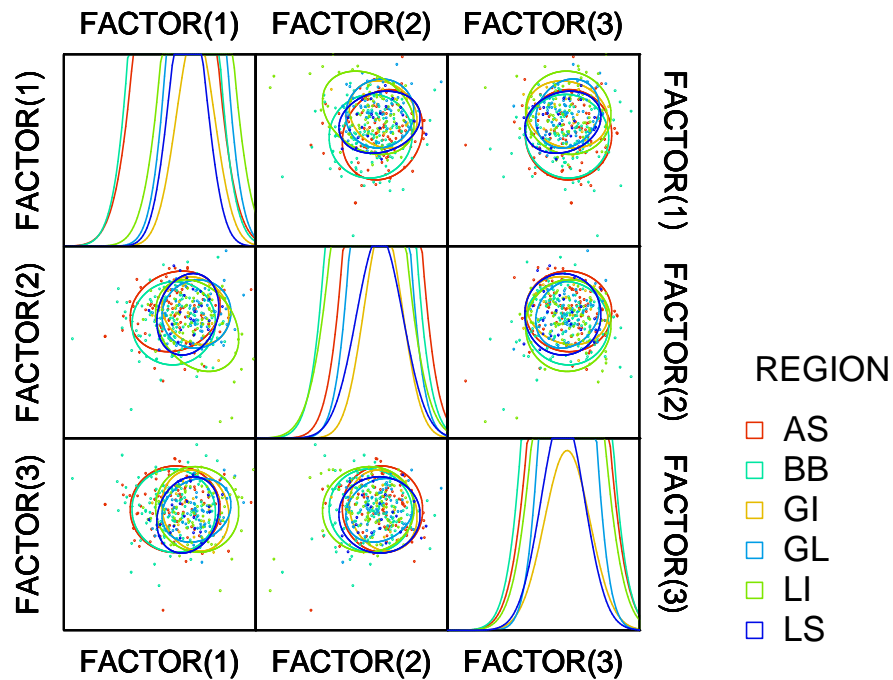 FACTOR(1) FACTOR(2) FACTOR(3)
FACTOR(1)
FACTOR(1)
FACTOR(2)
FACTOR(2)
FACTOR(3)
FACTOR(3)
FACTOR(1) FACTOR(2) FACTOR(3)
REGION
AS
BB
GI
GL
LI
LS